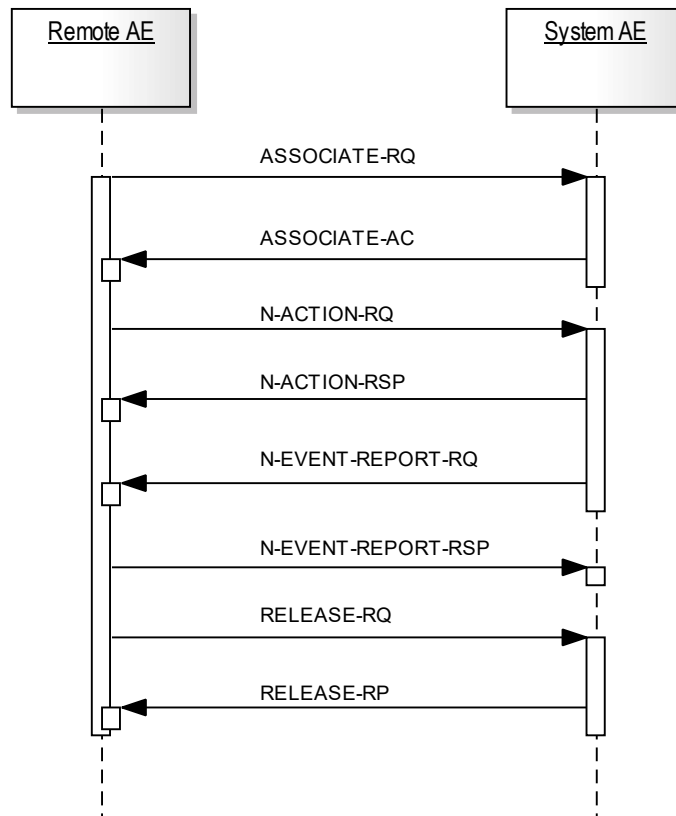 Remote AE
System AE
ASSOCIATE-RQ
ASSOCIATE-AC
N-ACTION-RQ
N-ACTION-RSP
N-EVENT-REPORT-RQ
N-EVENT-REPORT-RSP
RELEASE-RQ
RELEASE-RP